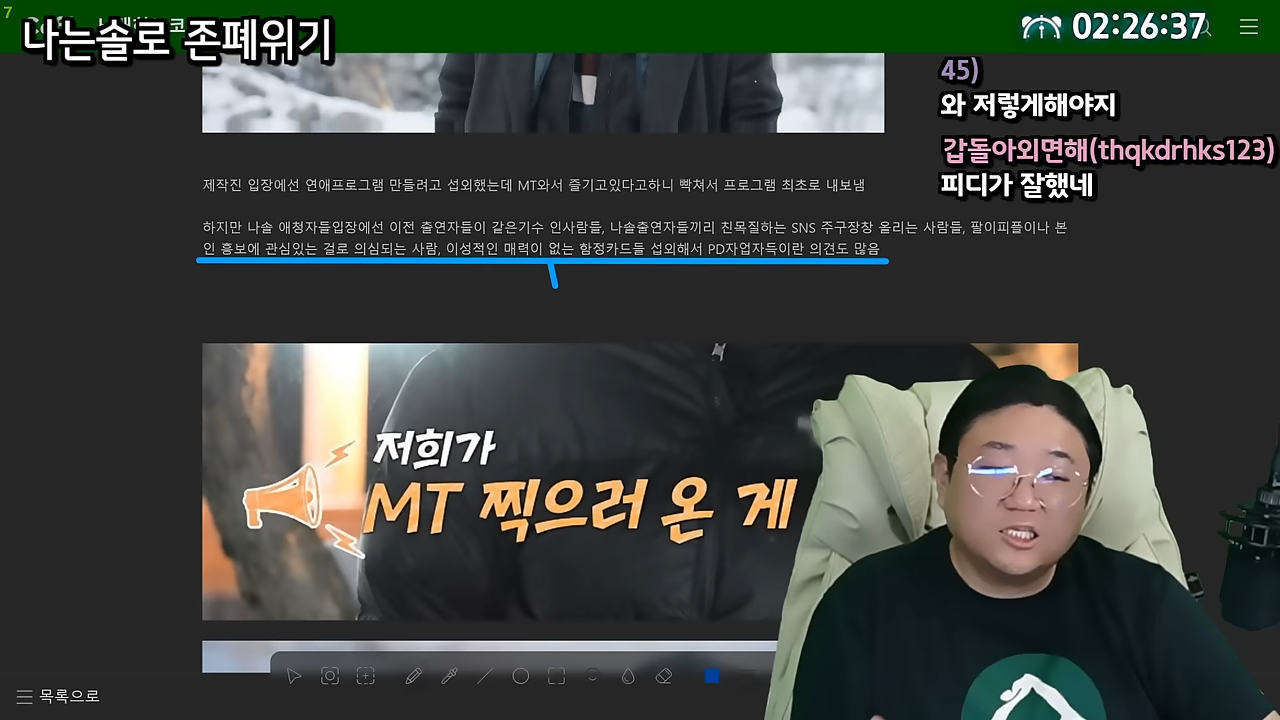 7
나는솔로 존폐위기
02:26:37
45)
와 저렇게해야지
갑돌아외면해(thqkdrhks123)
피디가 잘했네
제작진 입장에선 연애프로그램 만들려고 섭외했는데 MT와서 즐기고있다고하니 빡쳐서 프로그램 최초로 내보냄
하지만 나솔 애청자들입장에선 이전 출연자들이 같은기수 인사람들, 나솔출연자들끼리 친목질하는 SNS 주구장창 올리는 사람들, 팔이피플이나 본
인 홍보에 관심있는 걸로 의심되는 사람, 이성적인 매력이 없는 함정카드들 섭외해서 PD자업자득이란 의견도 많음
저희가
MT 찍으러 온 게
목록으로